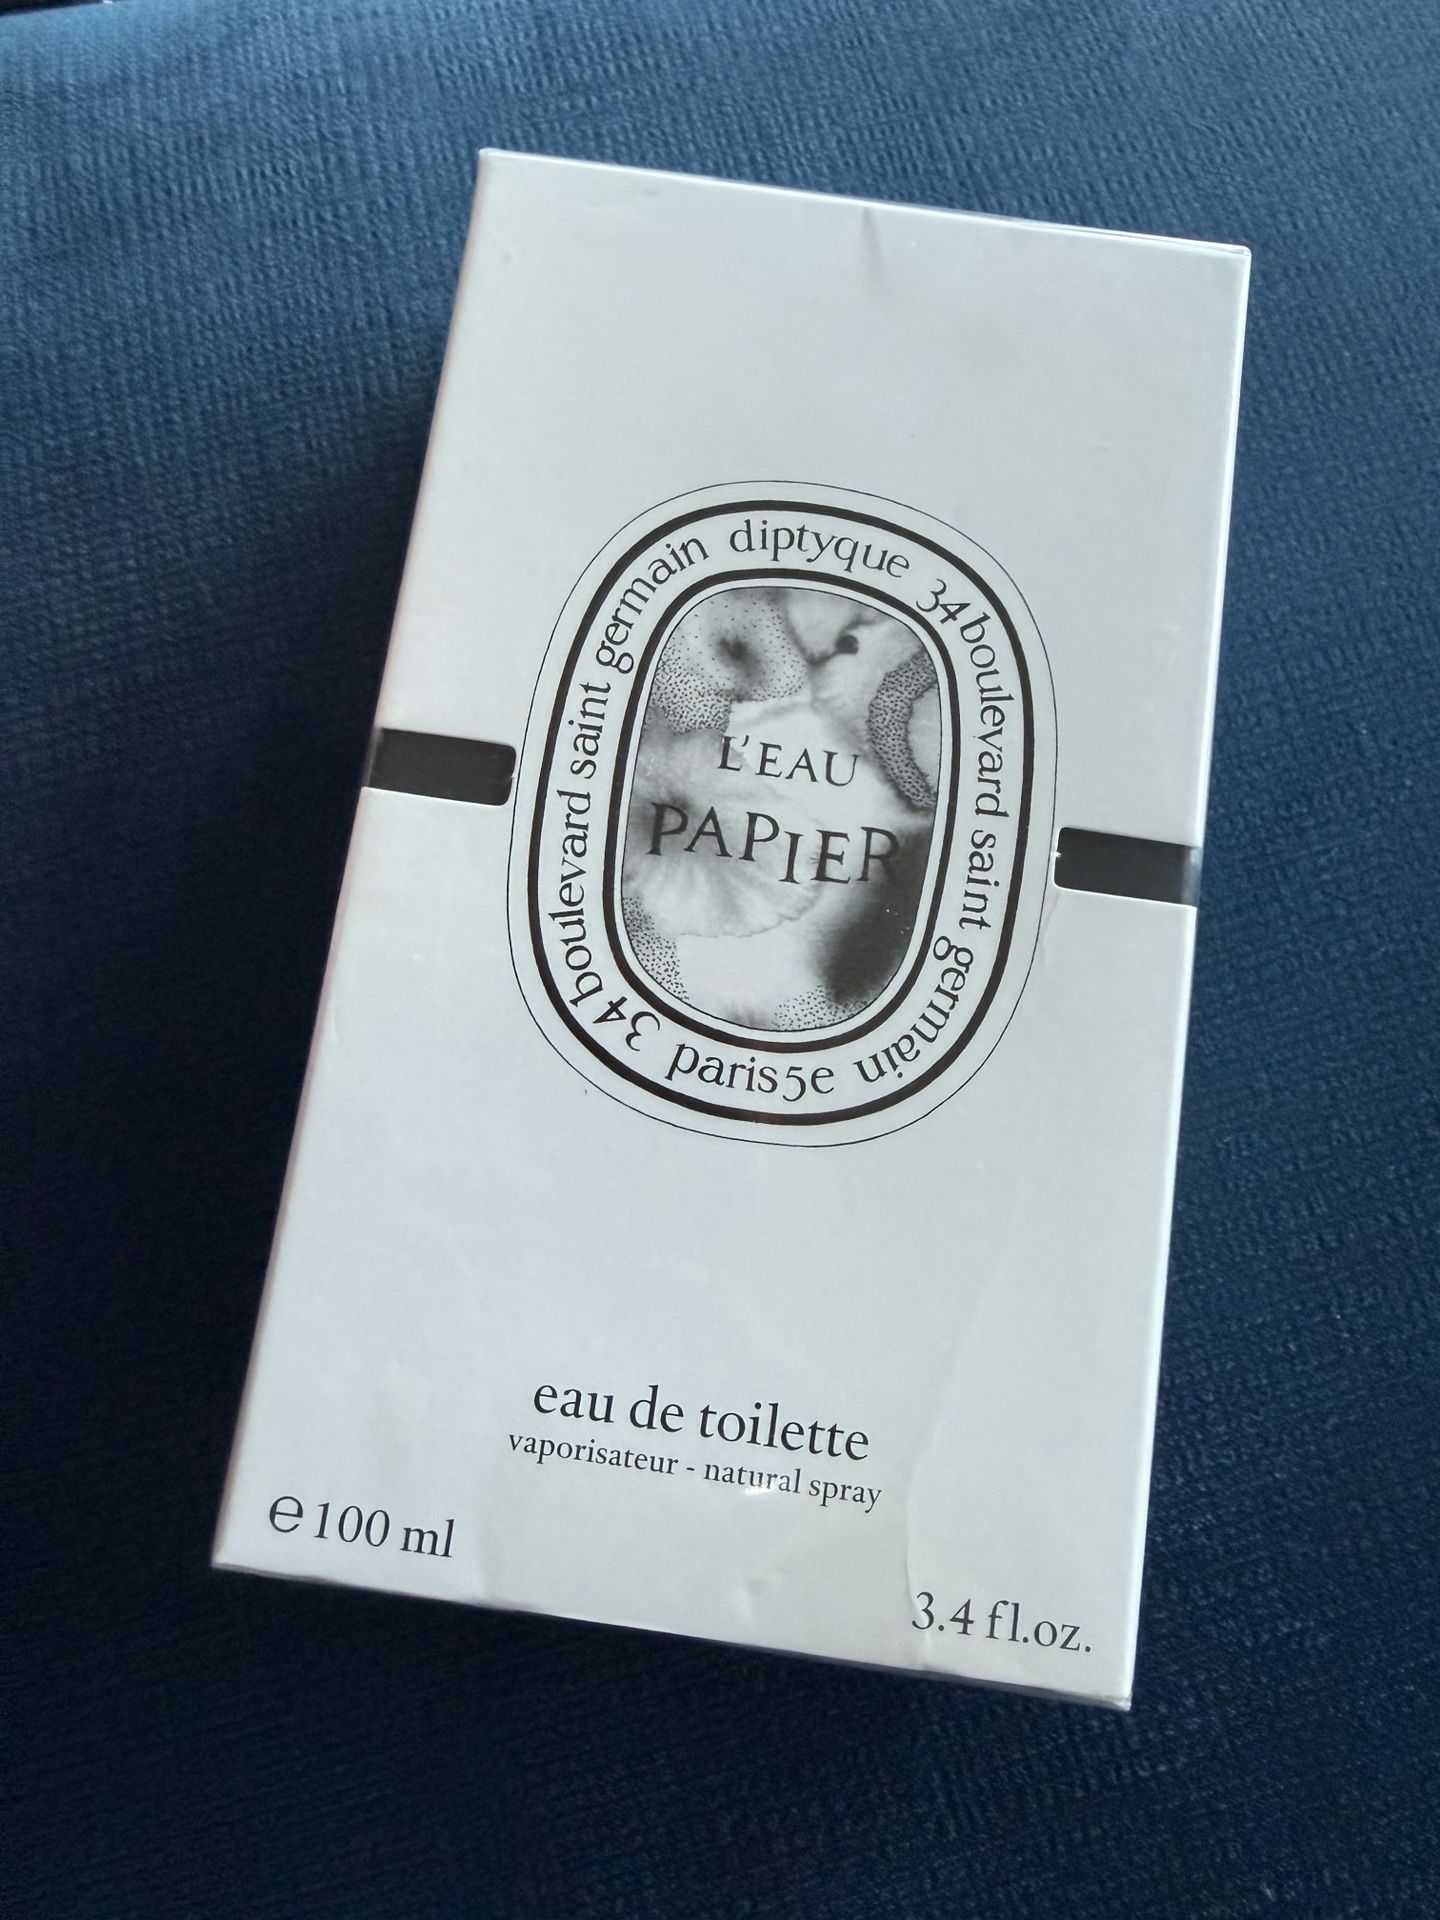 diptyque 34 boulevard saint germain paris5e 34 boulevard saint germain
L'EAU
PAPIER
eau de toilette
vaporisateur - natural spray
℮100 ml
3.4 fl.oz.